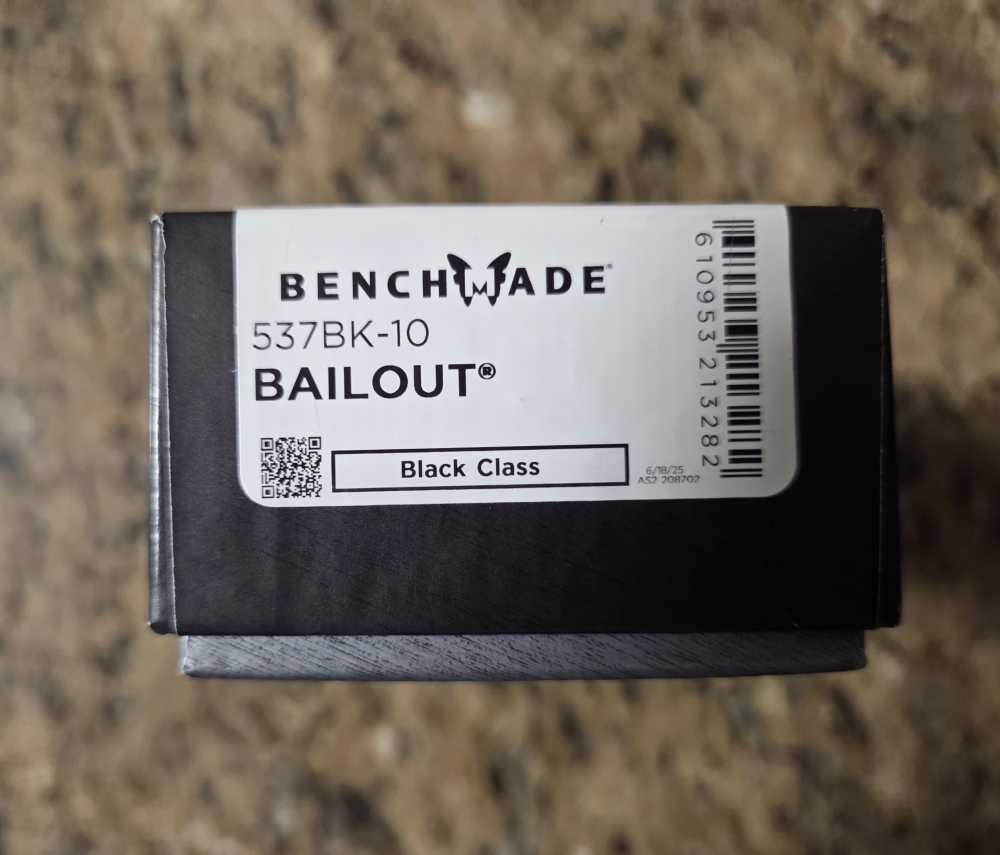 BENCHMADE®
537BK-10
BAILOUT®
Black Class
6/18/25
AS2 208702
610953 213282